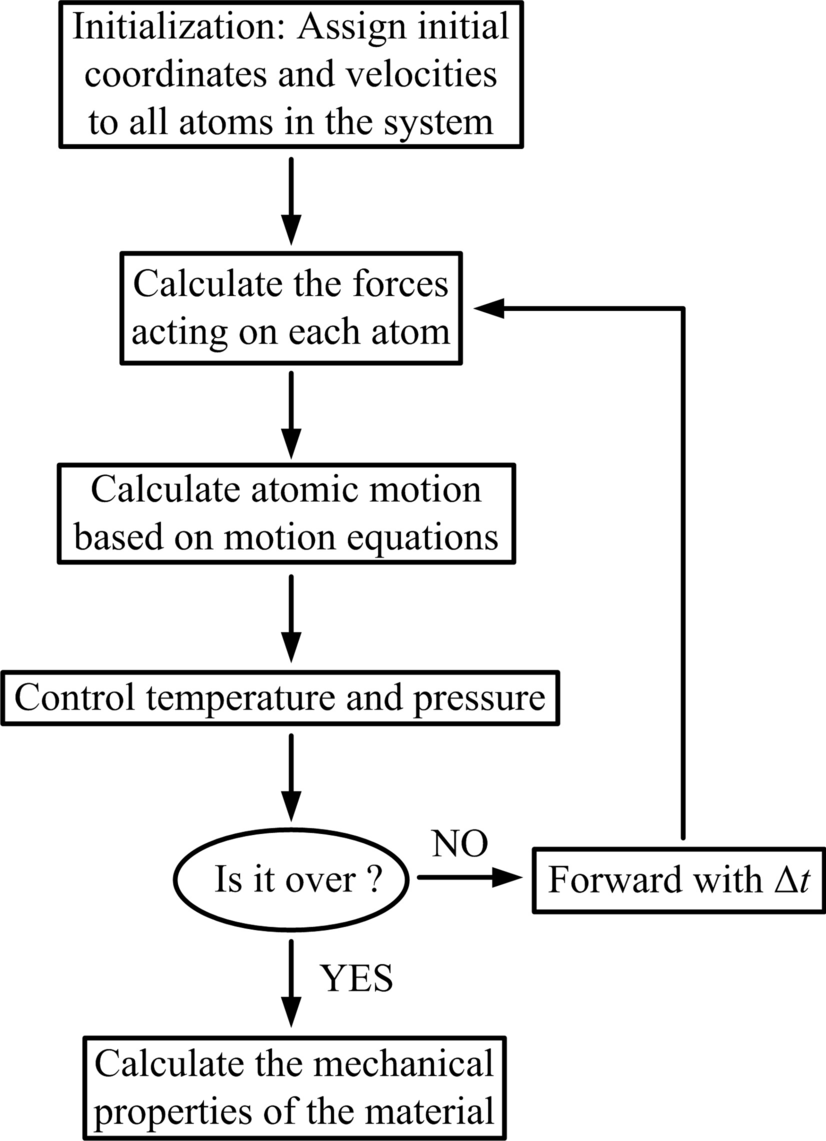 Initialization: Assign initial
coordinates and velocities
to all atoms in the system
Calculate the forces
acting on each atom
Calculate atomic motion
based on motion equations
Control temperature and pressure
Is it over ?
NO
Forward with Δt
YES
Calculate the mechanical
properties of the material